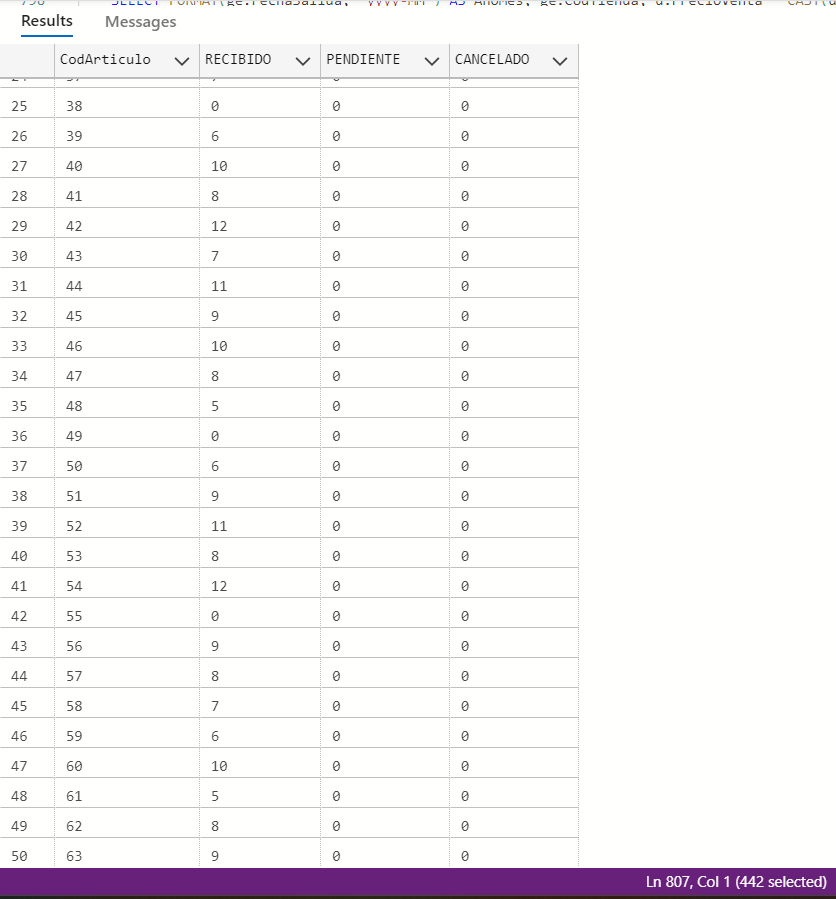 798 SELECT FORMAT(ge.FechaSalida, 'yyyy-MM') AS AnoMes, ge.CodTienda, d.PrecioVenta * CAST(d
Results Messages
CodArticulo RECIBIDO PENDIENTE CANCELADO
24 37 7 0 0
25 38 0 0 0
26 39 6 0 0
27 40 10 0 0
28 41 8 0 0
29 42 12 0 0
30 43 7 0 0
31 44 11 0 0
32 45 9 0 0
33 46 10 0 0
34 47 8 0 0
35 48 5 0 0
36 49 0 0 0
37 50 6 0 0
38 51 9 0 0
39 52 11 0 0
40 53 8 0 0
41 54 12 0 0
42 55 0 0 0
43 56 9 0 0
44 57 8 0 0
45 58 7 0 0
46 59 6 0 0
47 60 10 0 0
48 61 5 0 0
49 62 8 0 0
50 63 9 0 0
Ln 807, Col 1 (442 selected)